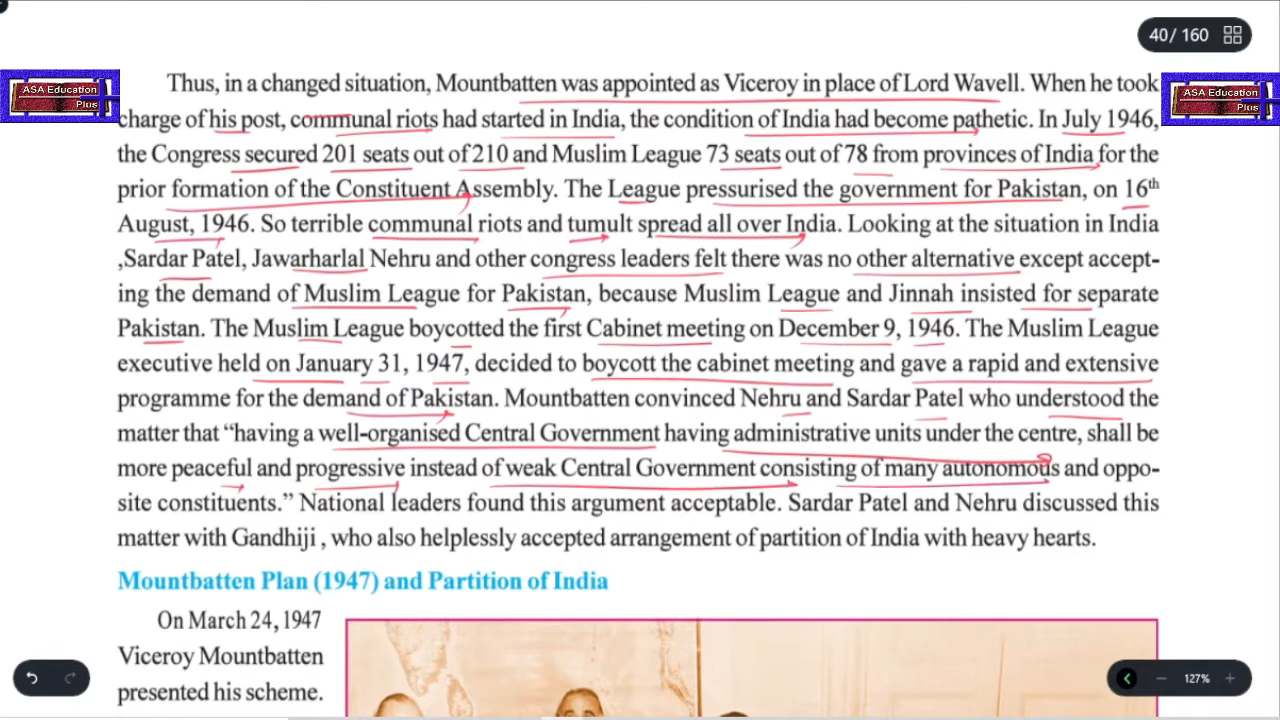 40/ 160
ASA Education
Plus
ASA Education
Plus
Thus, in a changed situation, Mountbatten was appointed as Viceroy in place of Lord Wavell. When he took
charge of his post, communal riots had in India, the condition of India had become pathetic. In July 1946,
the Congress secured 201 seats out of 210 and Muslim League 73 seats out of 78 from provinces of India for the
prior formation of the Constituent Assembly. The League pressurised the government for Pakistan, on 16th
August, 1946. So terrible communal riots and tumult spread all over India. Looking at the situation in India
,Sardar Patel, Jawarharlal Nehru and other congress leaders felt there was no other alternative except accept-
ing the demand of Muslim League for Pakistan, because Muslim League and Jinnah insisted for separate
Pakistan. The Muslim League boycotted the first Cabinet meeting on December 9, 1946. The Muslim League
executive held on January 31, 1947, decided to boycott the cabinet meeting and gave a rapid and extensive
programme for the demand of Pakistan. Mountbatten convinced Nehru and Sardar Patel who understood the
matter that “having a well-organised Central Government having administrative units under the centre, shall be
more peaceful and progressive instead of weak Central Government consisting of many autonomous and oppo-
site constituents.” National leaders found this argument acceptable. Sardar Patel and Nehru discussed this
matter with Gandhiji , who also helplessly accepted arrangement of partition of India with heavy hearts.
Mountbatten Plan (1947) and Partition of India
On March 24, 1947
Viceroy Mountbatten
presented his scheme.
127%